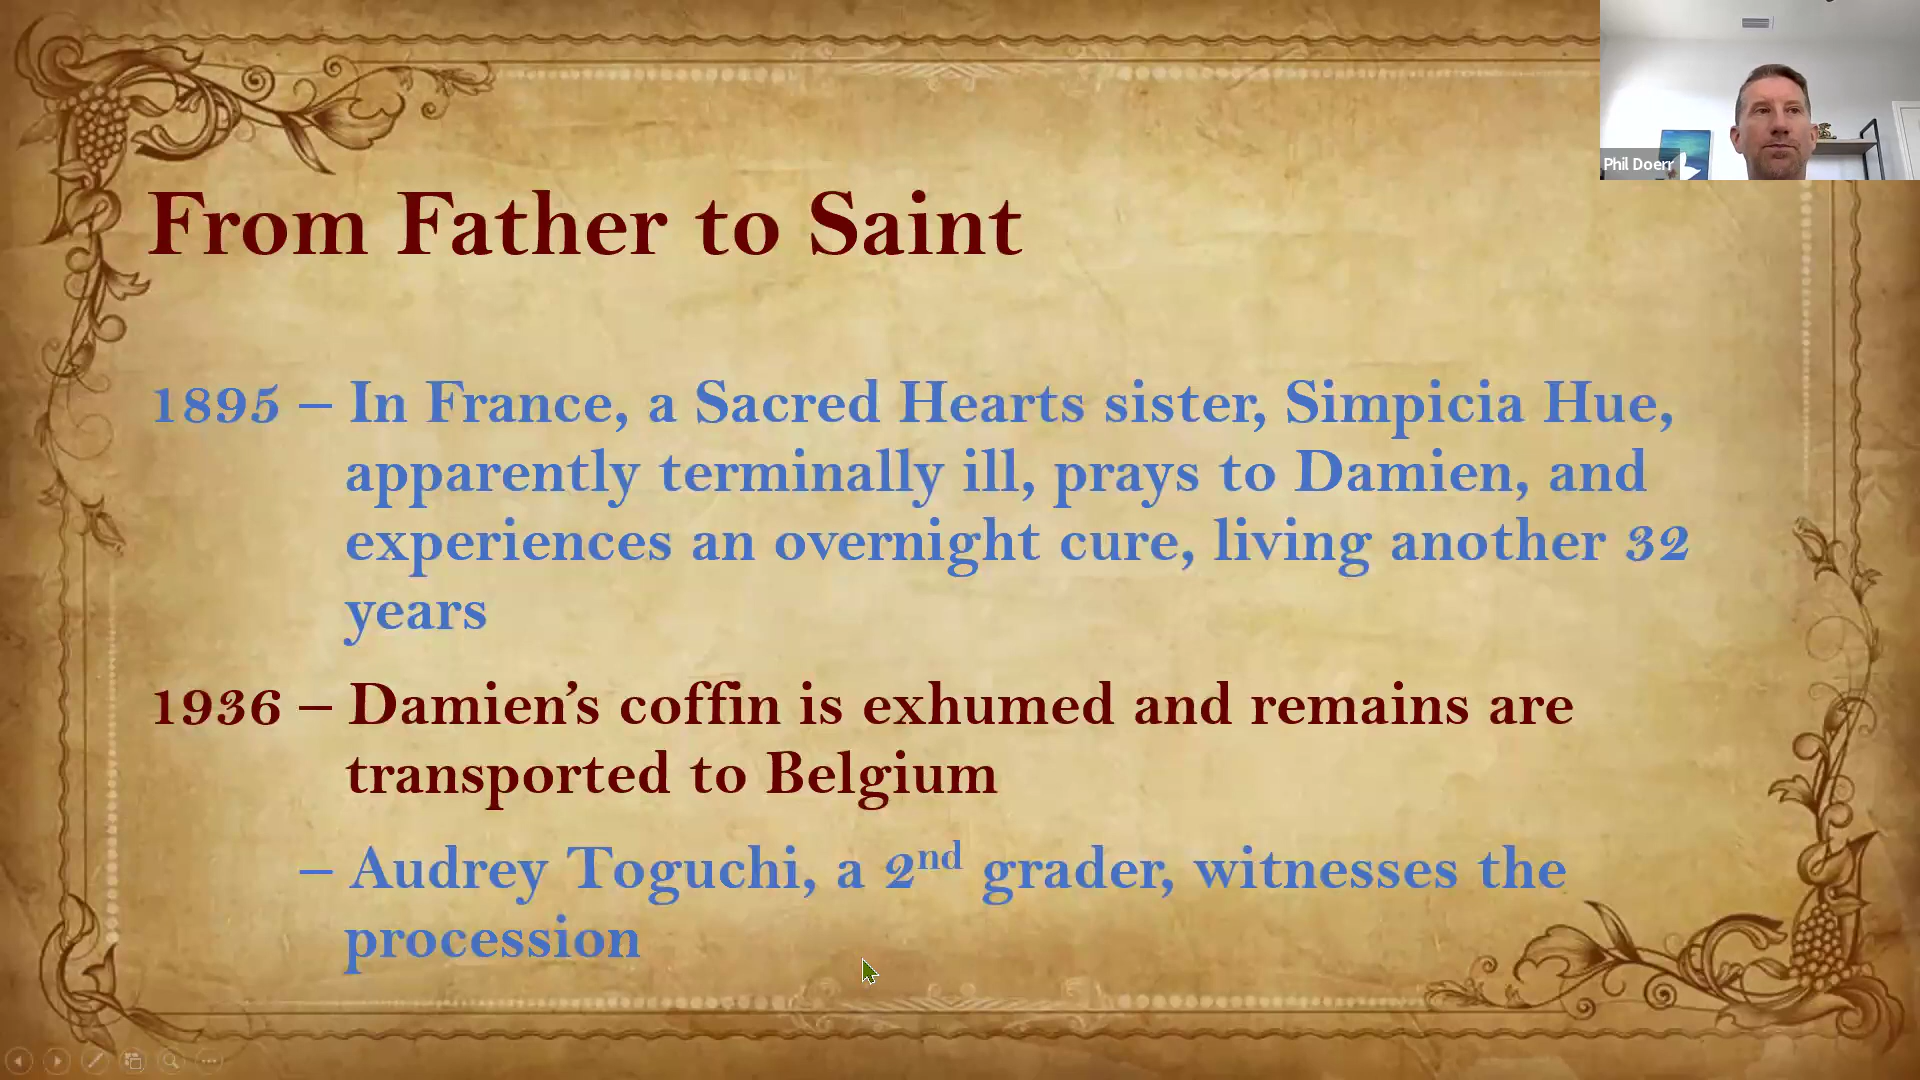 Phil Doerr
From Father to Saint
1895 – In France, a Sacred Hearts sister, Simpicia Hue,
apparently terminally ill, prays to Damien, and
experiences an overnight cure, living another 32
years
1936 – Damien’s coffin is exhumed and remains are
transported to Belgium
– Audrey Toguchi, a 2nd grader, witnesses the
procession